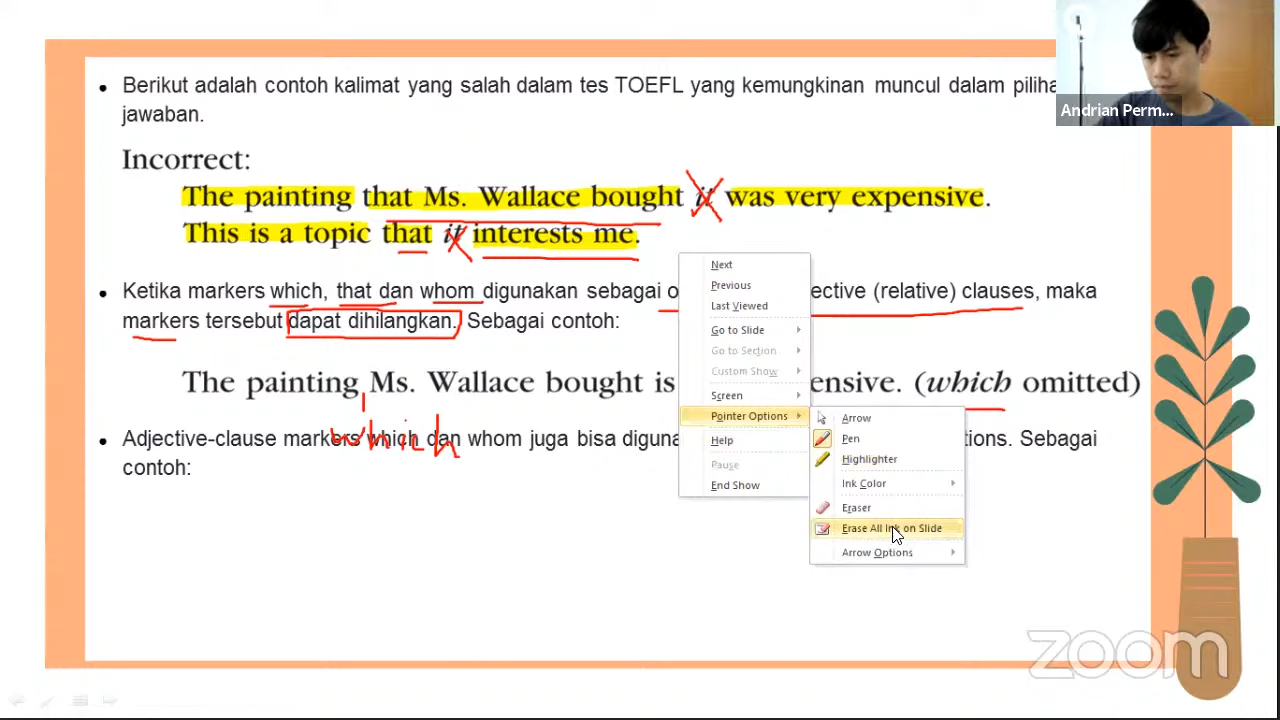 Berikut adalah contoh kalimat yang salah dalam tes TOEFL yang kemungkinan muncul dalam
jawaban.
Andrian Perm...
Incorrect:
The painting that Ms. Wallace bought it was very expensive.
This is a topic that it interests me.
Ketika markers which, that dan whom digunakan sebagai (relative) clauses, maka
markers tersebut dapat dihilangkan. Sebagai contoh:
The painting Ms. Wallace bought is (which omitted)
which
Adjective-clause markers which dan whom juga bisa Sebagai
contoh:
Next
Previous
Last Viewed
Go to Slide
Go to Section
Custom Show
Screen
Pointer Options
Help
Pause
End Show
Arrow
Pen
Highlighter
Ink Color
Eraser
Erase All Ink on Slide
Arrow Options
zoom